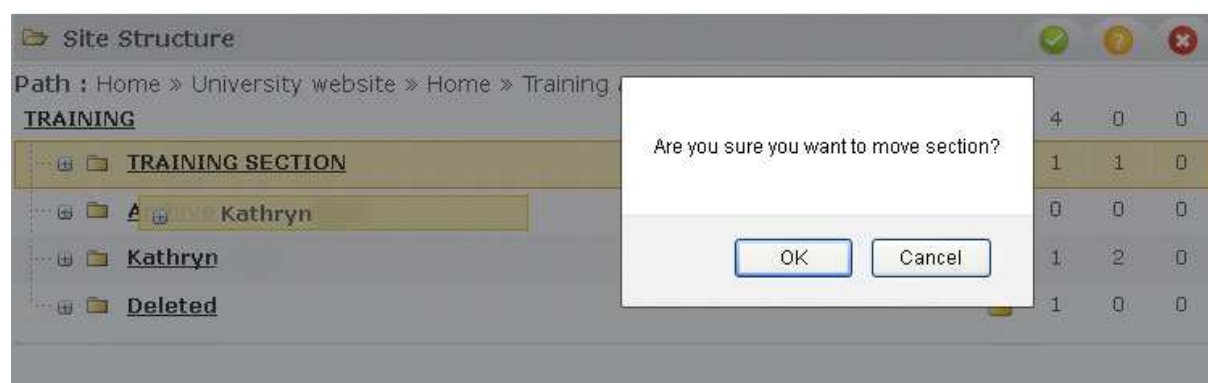 Site Structure
Path : Home » University website » Home » Training
TRAINING 4 0 0
TRAINING SECTION 1 1 0
Kathryn 0 0 0
Kathryn 1 2 0
Deleted 1 0 0
Are you sure you want to move section?
OK Cancel